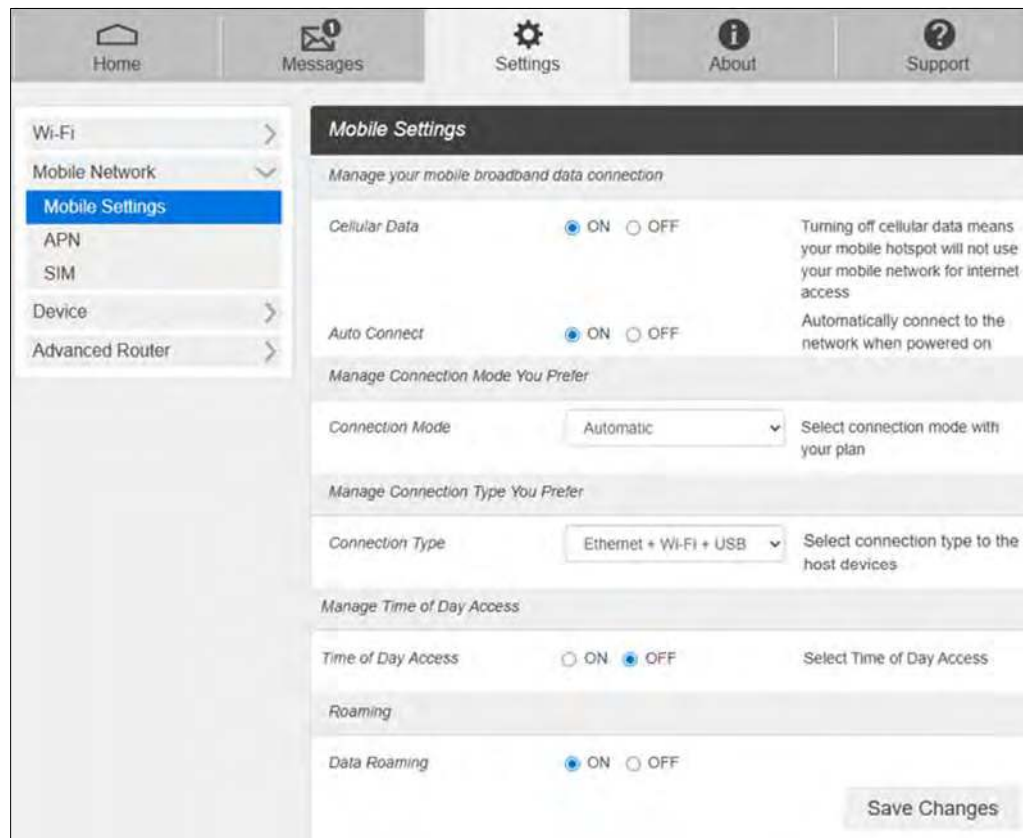 Home
1
Messages
Settings
About
Support
Wi-Fi
Mobile Network
Mobile Settings
APN
SIM
Device
Advanced Router
Mobile Settings
Manage your mobile broadband data connection
Cellular Data
ON OFF
Turning off cellular data means
your mobile hotspot will not use
your mobile network for internet
access
Auto Connect
ON OFF
Automatically connect to the
network when powered on
Manage Connection Mode You Prefer
Connection Mode
Automatic
Select connection mode with
your plan
Manage Connection Type You Prefer
Connection Type
Ethernet + Wi-Fi + USB
Select connection type to the
host devices
Manage Time of Day Access
Time of Day Access
ON OFF
Select Time of Day Access
Roaming
Data Roaming
ON OFF
Save Changes